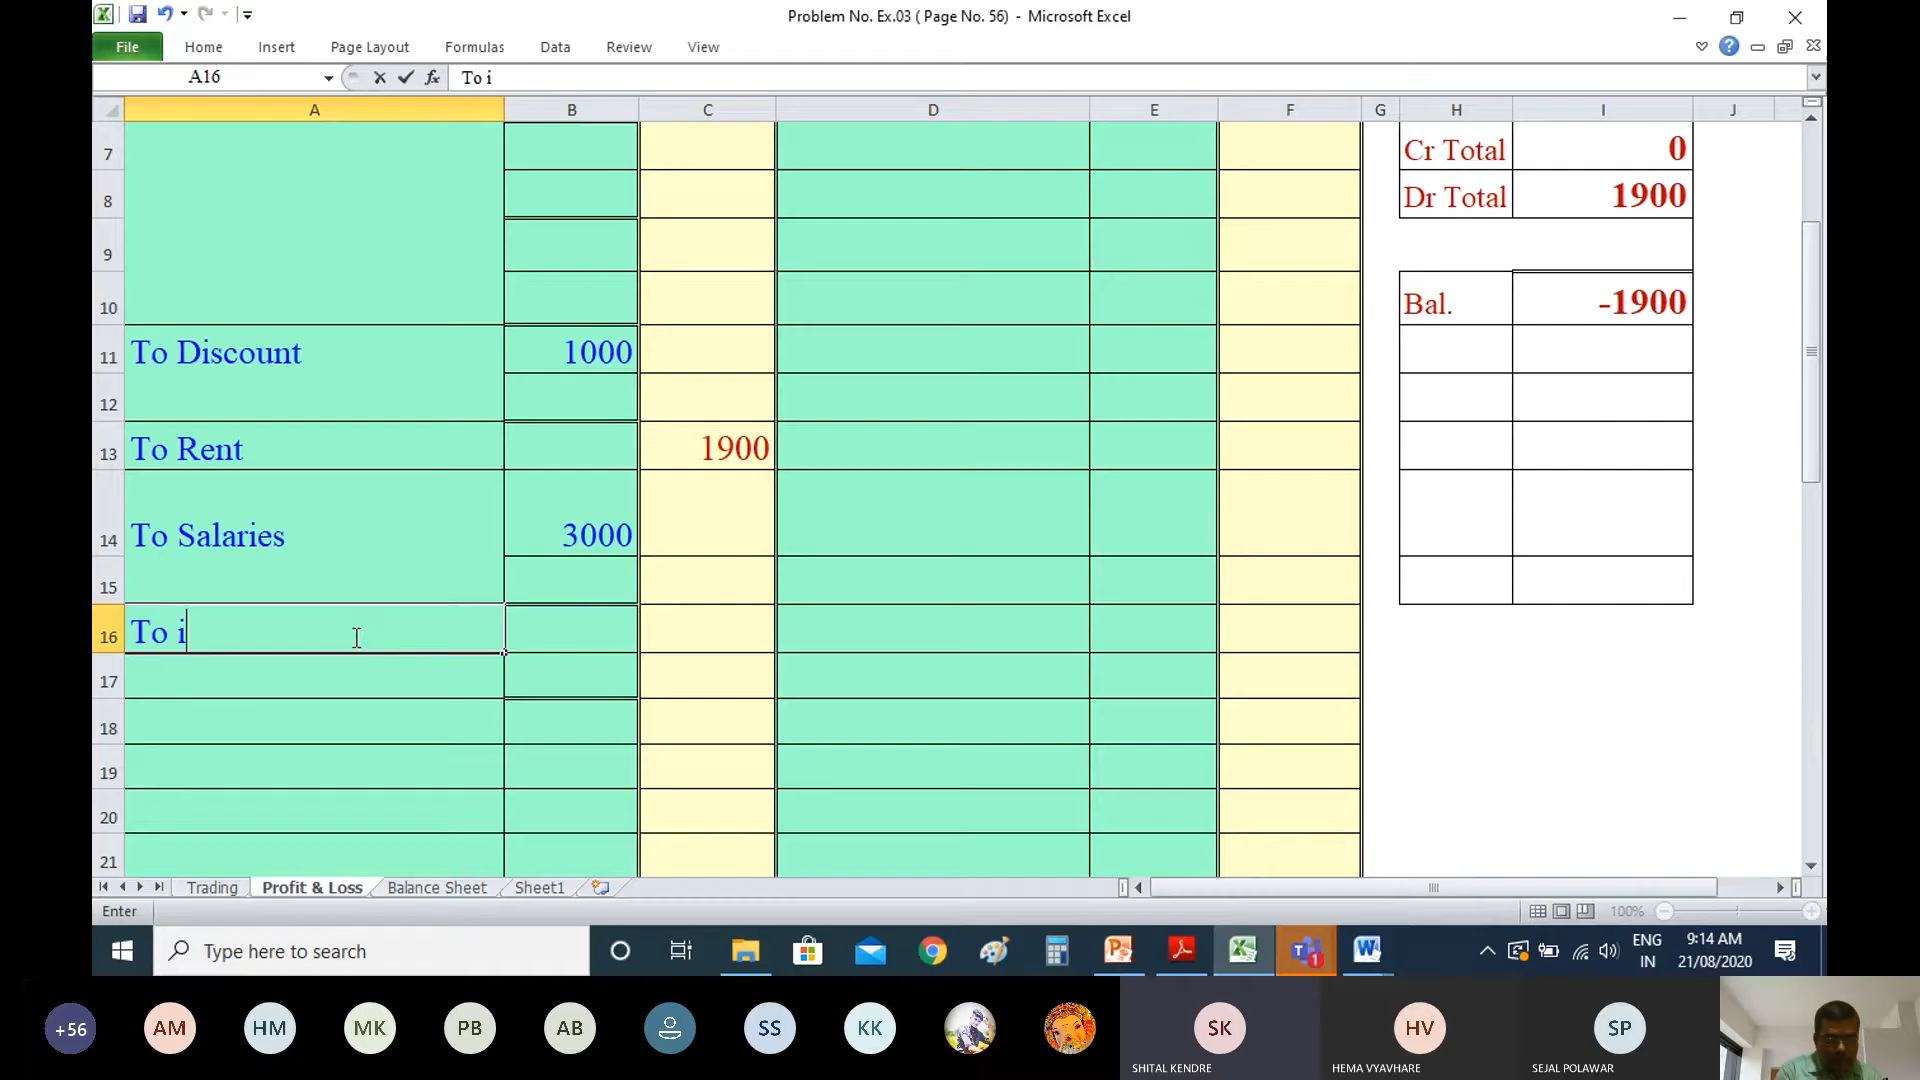 Problem No. Ex.03 ( Page No. 56) - Microsoft Excel
File Home Insert Page Layout Formulas Data Review View
A16 fx To i
A B C D E F G H I J
7 Cr Total 0
8 Dr Total 1900
9
10 Bal. -1900
11 To Discount 1000
12
13 To Rent 1900
14 To Salaries 3000
15
16 To i
17
18
19
20
21
Trading Profit & Loss Balance Sheet Sheet1
Enter 100%
Type here to search
1
ENG
IN
9:14 AM
21/08/2020
+56 AM HM MK PB AB SS KK SK HV SP
SHITAL KENDRE HEMA VYAVHARE SEJAL POLAWAR